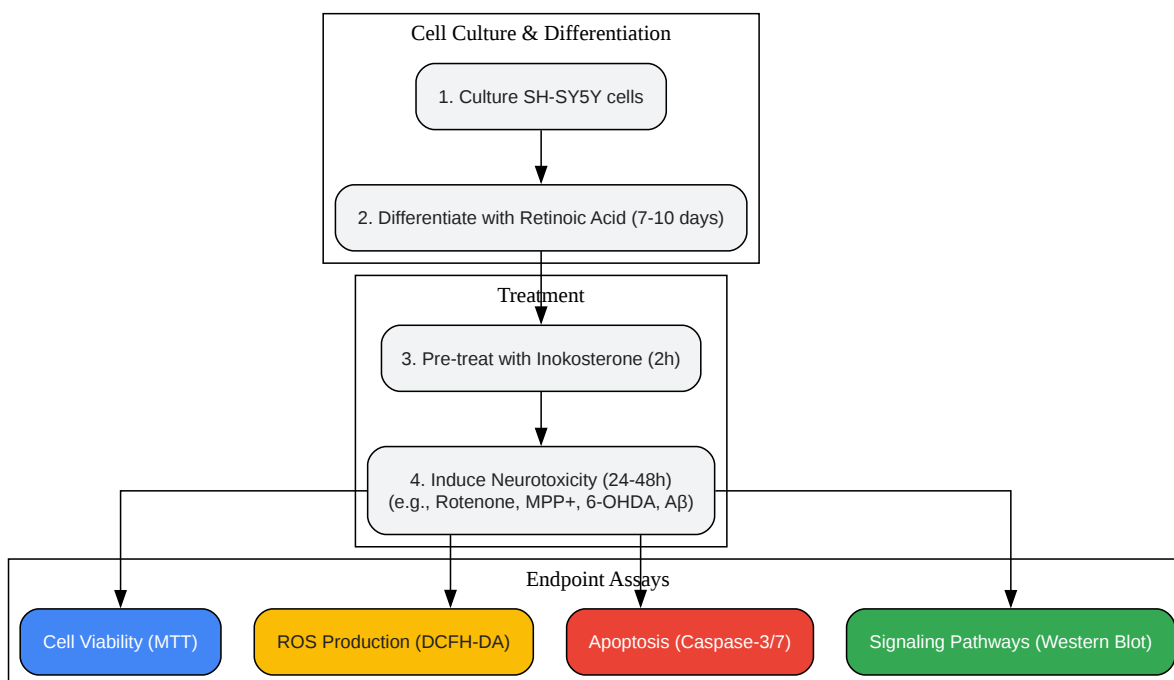 Cell Culture & Differentiation
1. Culture SH-SY5Y cells
2. Differentiate with Retinoic Acid (7-10 days)
Treatment
3. Pre-treat with Inokosterone (2h)
4. Induce Neurotoxicity (24-48h)
(e.g., Rotenone, MPP+, 6-OHDA, Aβ)
Endpoint Assays
Cell Viability (MTT)
ROS Production (DCFH-DA)
Apoptosis (Caspase-3/7)
Signaling Pathways (Western Blot)